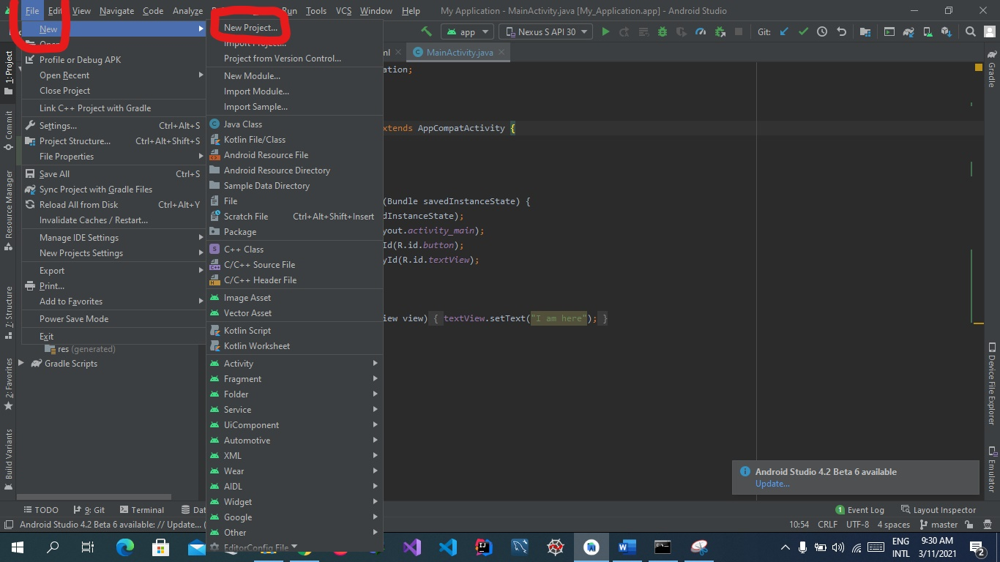 File Edit View Navigate Code Analyze Run Tools VCS Window Help My Application - MainActivity.java [My_Application.app] - Android Studio
app Nexus S API 30 Git:
New
New Project...
Import Project...
Profile or Debug APK
Project from Version Control...
Open Recent
New Module...
Close Project
Import Module...
Link C++ Project with Gradle
Import Sample...
Settings... Ctrl+Alt+S
Java Class
Project Structure... Ctrl+Alt+Shift+S
Kotlin File/Class
File Properties
Android Resource File
Save All Ctrl+S
Android Resource Directory
Sync Project with Gradle Files
Sample Data Directory
Reload All from Disk Ctrl+Alt+Y
File
Invalidate Caches / Restart...
Scratch File Ctrl+Alt+Shift+Insert
Manage IDE Settings
Package
New Projects Settings
C++ Class
Export
C/C++ Source File
Print...
C/C++ Header File
Add to Favorites
Image Asset
Power Save Mode
Vector Asset
Exit
Kotlin Script
res (generated)
Kotlin Worksheet
Gradle Scripts
Activity
Fragment
Folder
Service
UiComponent
Automotive
XML
Wear
AIDL
Widget
Google
Other
EditorConfig File
ml MainActivity.java
ation;
xtends AppCompatActivity {
(Bundle savedInstanceState) {
dInstanceState);
yout.activity_main);
Id(R.id.button);
yId(R.id.textView);
iew view) { textView.setText("I am here"); }
1: Project
Commit
Resource Manager
7: Structure
2: Favorites
Build Variants
Gradle
Device File Explorer
Emulator
Android Studio 4.2 Beta 6 available
Update...
TODO 9: Git Terminal Dat 1 Event Log Layout Inspector
Android Studio 4.2 Beta 6 available: // Update... ( 10:54 CRLF UTF-8 4 spaces master
ENG 9:30 AM
INTL 3/11/2021 2